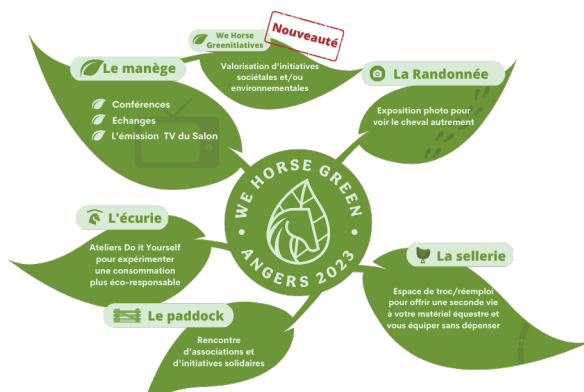 We Horse
Greenitiatives
Nouveauté
Valorisation d'initiatives
sociétales et/ou
environnementales
Le manège
Conférences
Echanges
L'émission TV du Salon
La Randonnée
Exposition photo pour
voir le cheval autrement
WE HORSE GREEN
ANGERS 2023
L'écurie
Ateliers Do it Yourself
pour expérimenter
une consommation
plus éco-responsable
La sellerie
Espace de troc/réemploi
pour offrir une seconde vie
à votre matériel équestre et
vous équiper sans dépenser
Le paddock
Rencontre
d'associations et
d'initiatives solidaires